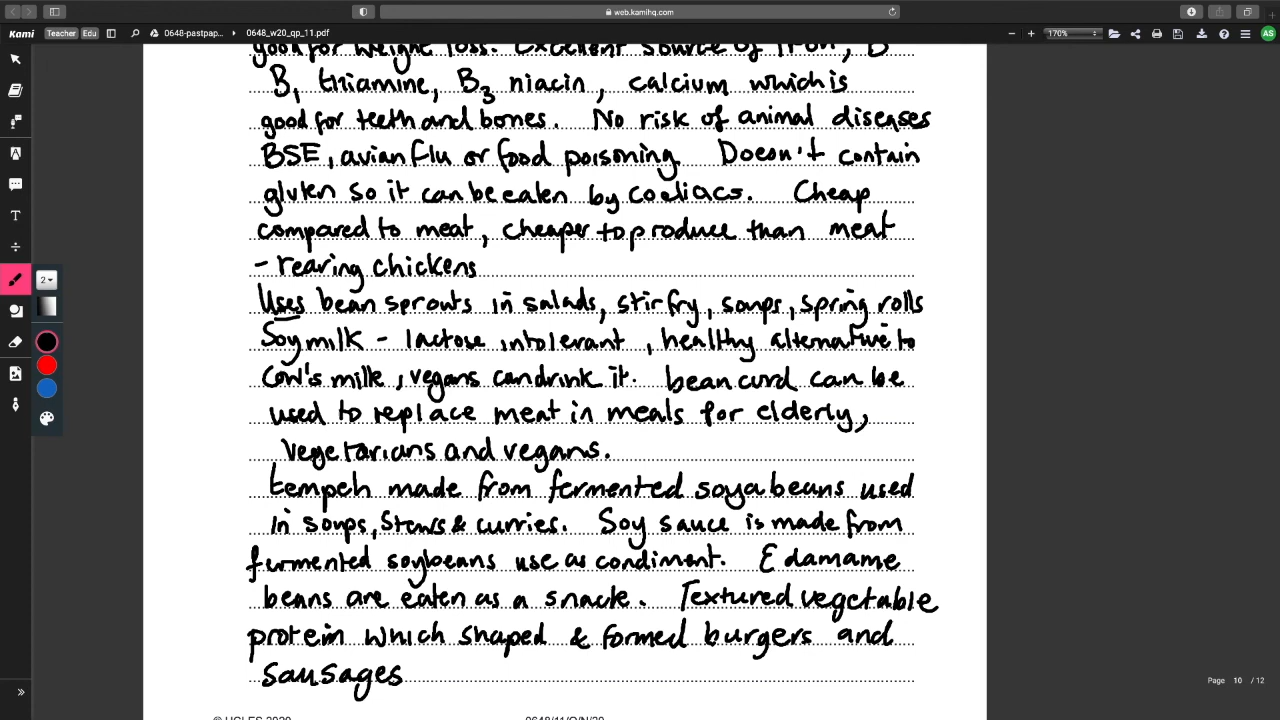 web.kamihq.com
Kami Teacher Edu 0648-pastpap... 0648_w20_qp_11.pdf 170% AS
good for weight loss. Excellent source of Iron, B
B1 thiamine, B3 niacin, calcium which is
good for teeth and bones. No risk of animal diseases
BSE, avian flu or food poisoning. Doesn't contain
gluten so it can be eaten by coeliacs. Cheap
compared to meat, cheaper to produce than meat
- rearing chickens
Uses bean sprouts in salads, stir fry, soups, spring rolls
Soy milk - lactose intolerant, healthy alternative to
Cow's milk, vegans can drink it. bean curd can be
used to replace meat in meals for elderly,
vegetarians and vegans.
tempeh made from fermented soya beans used
in soups, Stews & curries. Soy sauce is made from
fermented soybeans use as condiment. Edamame
beans are eaten as a snack. Textured vegetable
protein which shaped & formed burgers and
sausages
2
Page 10 / 12
© UCLES 2020 0648/11/O/N/20